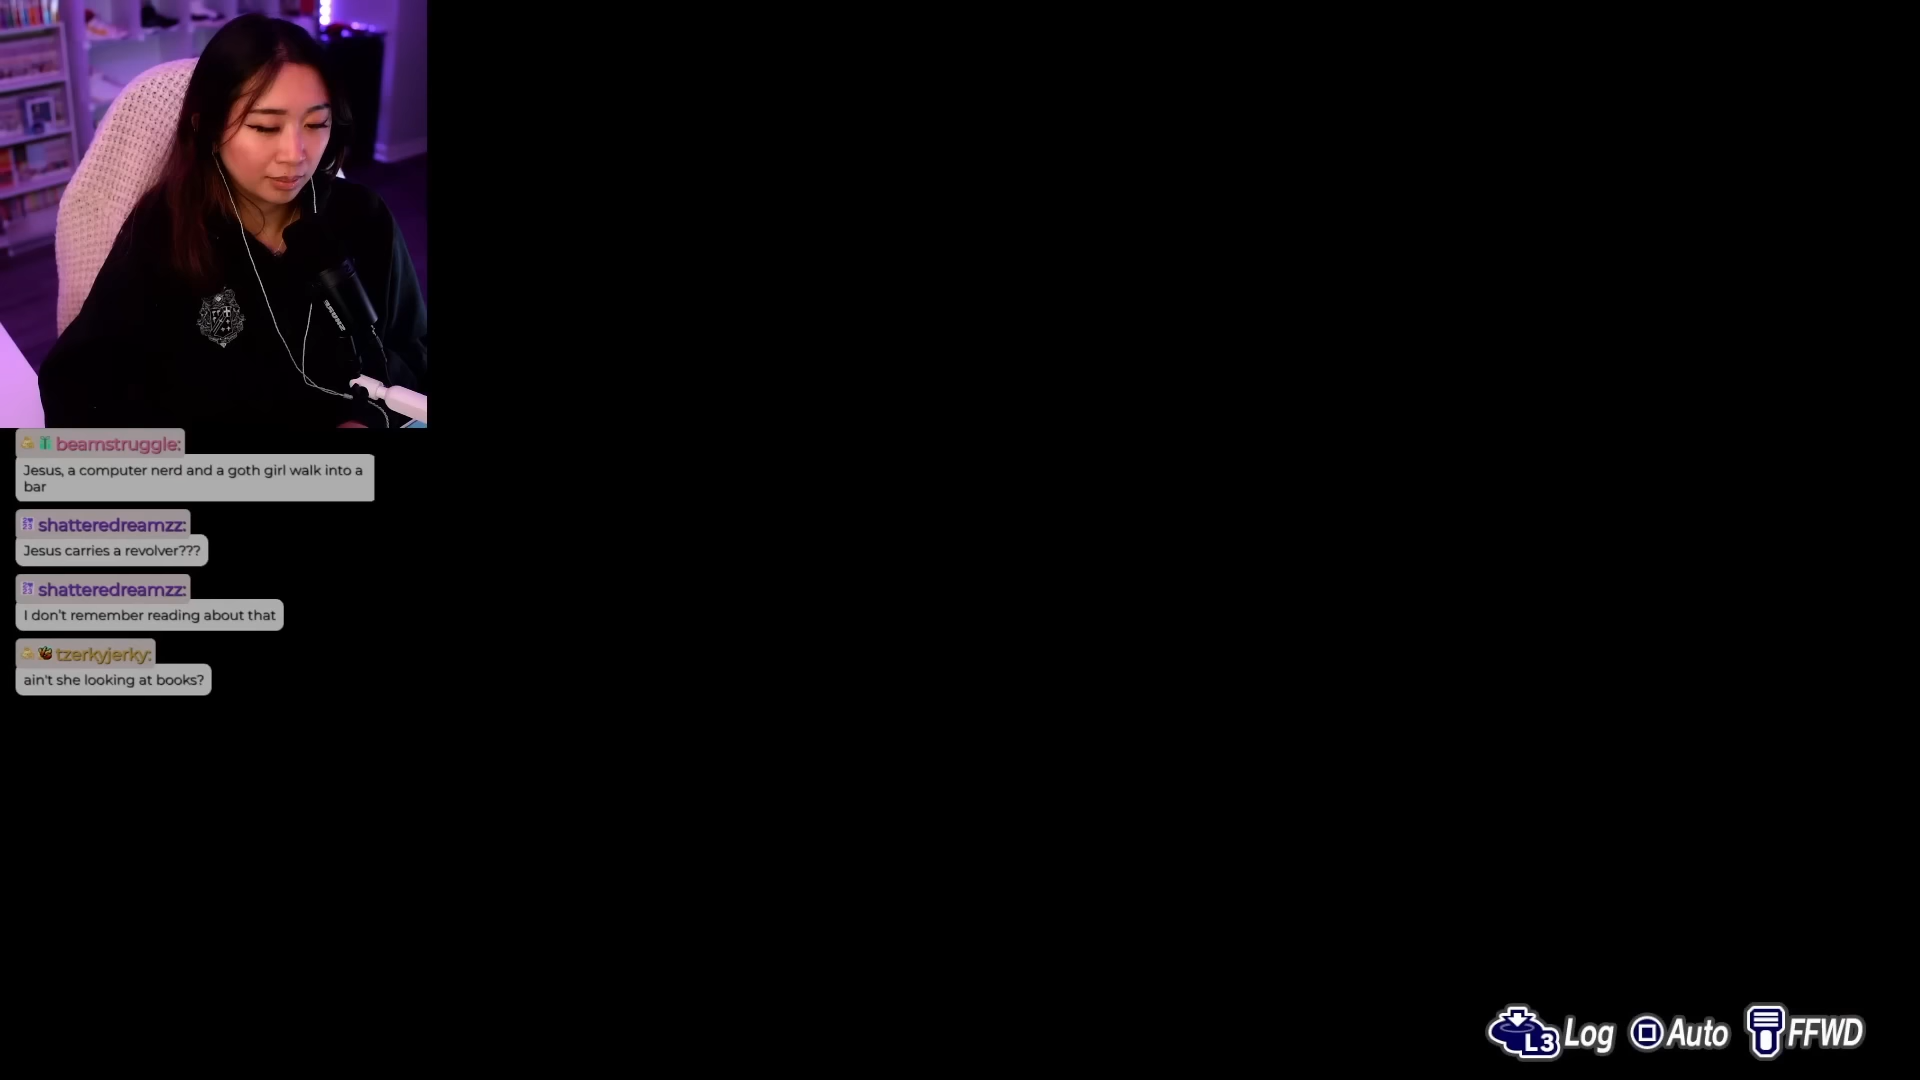 beamstruggle:
Jesus, a computer nerd and a goth girl walk into a
bar
shatteredreamzz:
Jesus carries a revolver???
shatteredreamzz:
I don't remember reading about that
tzerkyjerky:
ain't she looking at books?
L3 Log Auto FFWD